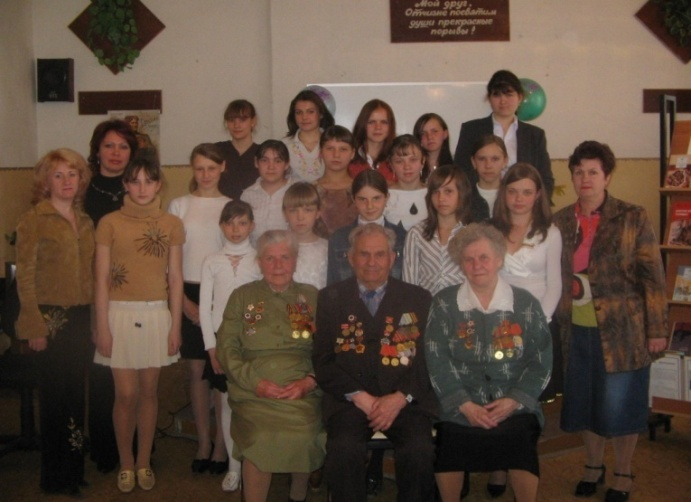 Мой друг,
Отчизне посвятим
души прекрасные
порывы!